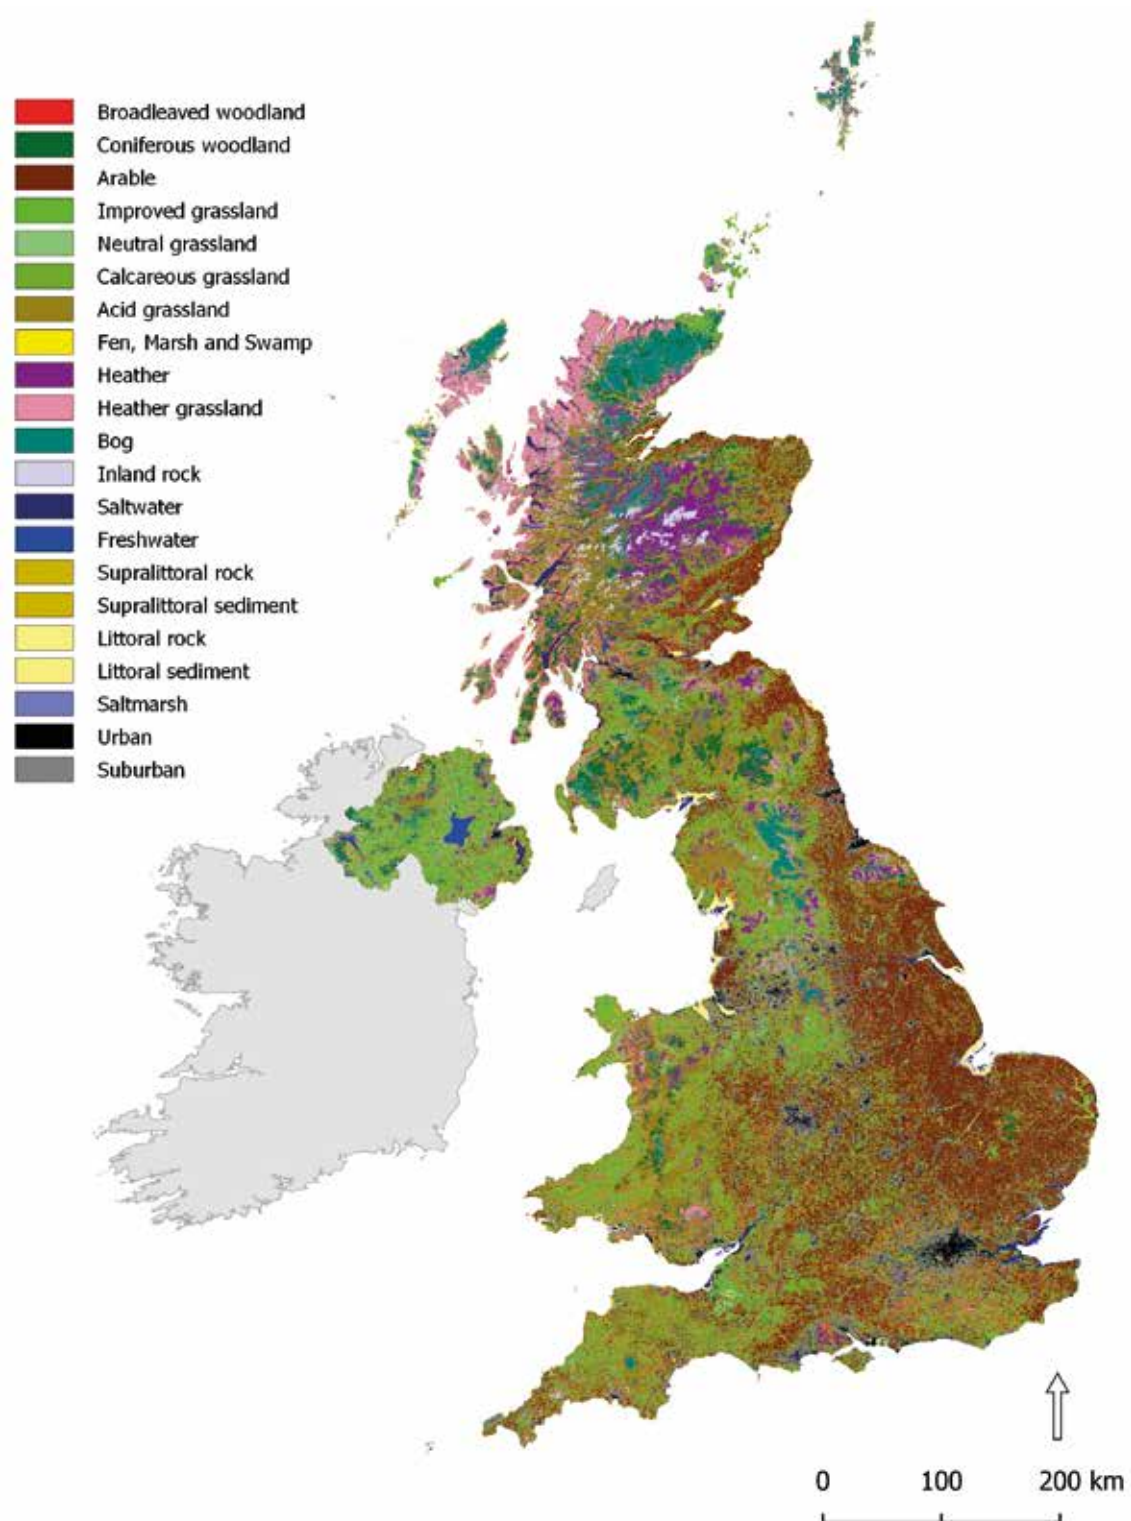 Broadleaved woodland
Coniferous woodland
Arable
Improved grassland
Neutral grassland
Calcareous grassland
Acid grassland
Fen, Marsh and Swamp
Heather
Heather grassland
Bog
Inland rock
Saltwater
Freshwater
Supralittoral rock
Supralittoral sediment
Littoral rock
Littoral sediment
Saltmarsh
Urban
Suburban
0 100 200 km